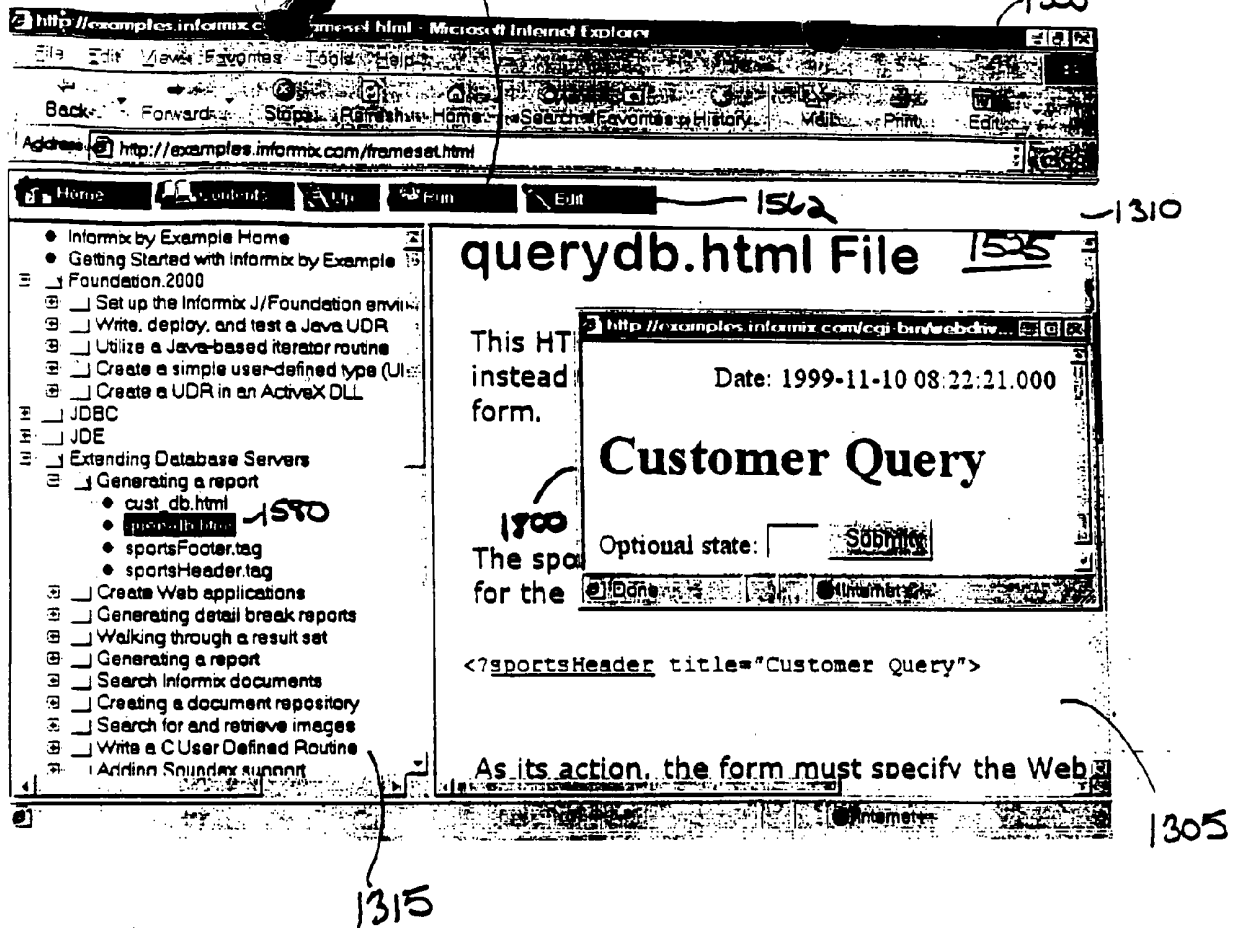 http://examples.informix.c ameset html - Microsoft Internet Explorer
File Edit View Favorites Tools Help
Back Forward Stop Refresh Home Search Favorites History Mail Print Edit
Address http://examples.informix.com/frameset.html
Home Contents Up Run Edit
1562
1310
Informix by Example Home
Getting Started with Informix by Example
Foundation.2000
Set up the Informix J/Foundation envir
Write, deploy, and test a Java UDR
Utilize a Java-based iterator routine
Create a simple user-defined type (U
Create a UDR in an ActiveX DLL
JDBC
JDE
Extending Database Servers
Generating a report
cust_db.html
1580
sportsFooter.tag
sportsHeader.tag
Create Web applications
Generating detail break reports
Walking through a result set
Generating a report
Search Informix documents
Creating a document repository
Search for and retrieve images
Write a C User Defined Routine
Adding Soundex support
querydb.html File
1525
This HT
instead
form.
http://examples.informix.com/cgi-bin/webdriv...
Date: 1999-11-10 08:22:21.000
Customer Query
Optional state: Submit
Done Internet
1800
The spo
for the
<?sportsHeader title="Customer Query">
As its action, the form must specify the Web
Internet
1305
1315